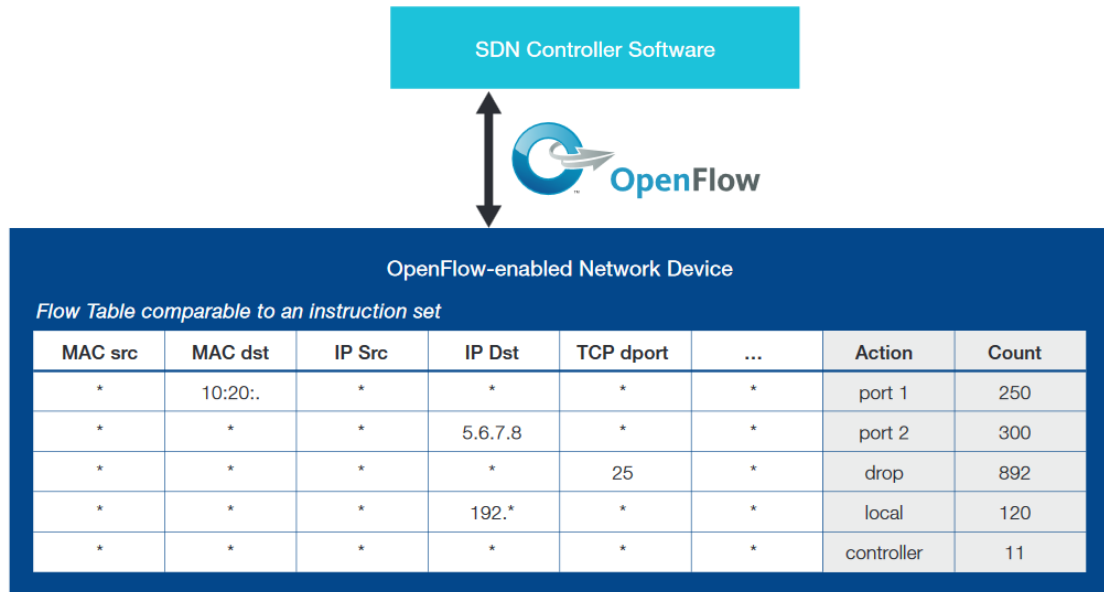 SDN Controller Software
OpenFlow
™
OpenFlow-enabled Network Device
Flow Table comparable to an instruction set
MAC src MAC dst IP Src IP Dst TCP dport ... Action Count
* 10:20:. * * * * port 1 250
* * * 5.6.7.8 * * port 2 300
* * * * 25 * drop 892
* * * 192.* * * local 120
* * * * * * controller 11